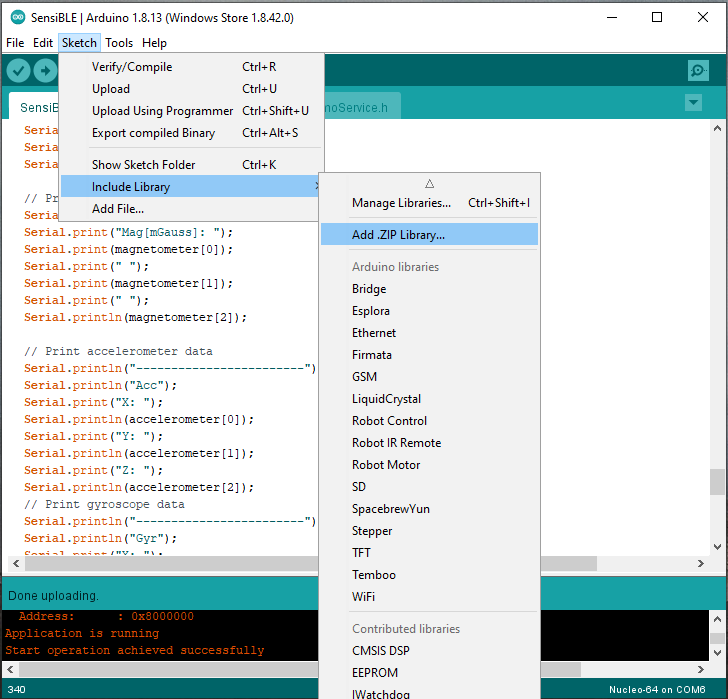 SensiBLE | Arduino 1.8.13 (Windows Store 1.8.42.0)
File Edit Sketch Tools Help
Verify/Compile Ctrl+R
Upload Ctrl+U
Upload Using Programmer Ctrl+Shift+U
Export compiled Binary Ctrl+Alt+S
Show Sketch Folder Ctrl+K
Include Library
Add File...
Manage Libraries... Ctrl+Shift+I
Add .ZIP Library...
Arduino libraries
Bridge
Esplora
Ethernet
Firmata
GSM
LiquidCrystal
Robot Control
Robot IR Remote
Robot Motor
SD
SpacebrewYun
Stepper
TFT
Temboo
WiFi
Contributed libraries
CMSIS DSP
EEPROM
IWatchdog
SensiB
noService.h
Seria
Seria
Seria
// Pr
Seria
Serial.print("Mag[mGauss]: ");
Serial.print(magnetometer[0]);
Serial.print(" ");
Serial.print(magnetometer[1]);
Serial.print(" ");
Serial.println(magnetometer[2]);
// Print accelerometer data
Serial.println("------------------------")
Serial.println("Acc");
Serial.print("X: ");
Serial.println(accelerometer[0]);
Serial.print("Y: ");
Serial.println(accelerometer[1]);
Serial.print("Z: ");
Serial.println(accelerometer[2]);
// Print gyroscope data
Serial.println("------------------------")
Serial.println("Gyr");
Serial.print("X: ");
Done uploading.
Address: : 0x8000000
Application is running
Start operation achieved successfully
340
Nucleo-64 on COM6